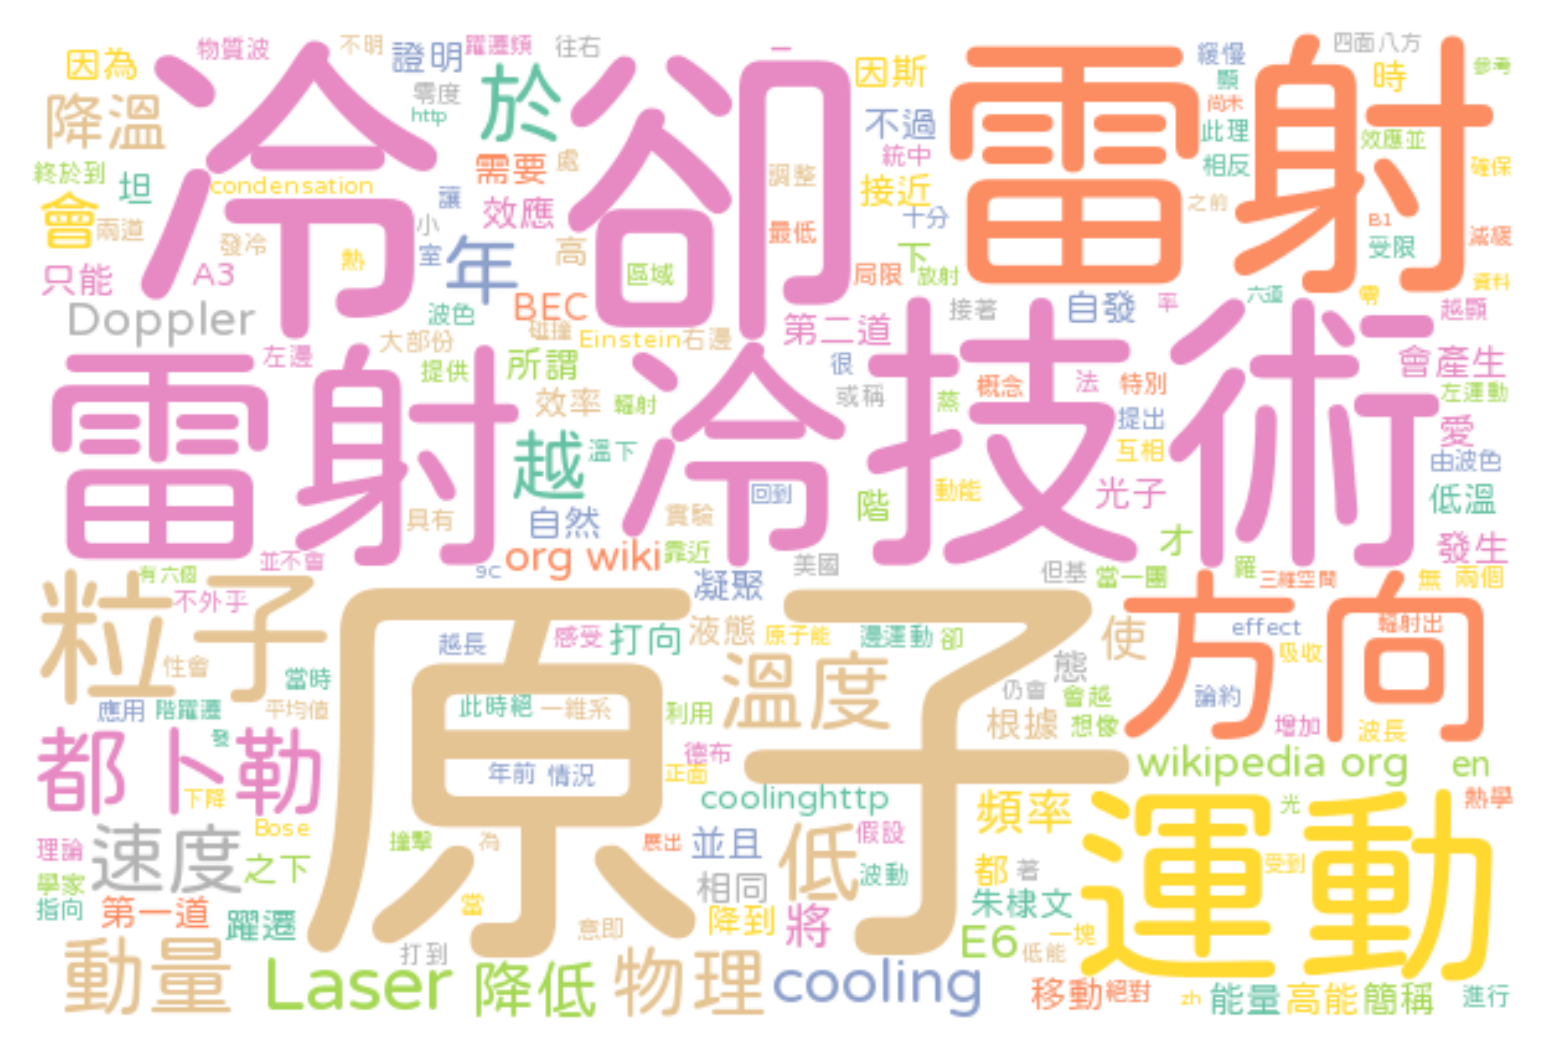 因為 物質波 不明 躍遷頻 往右 一 四面八方
降溫 冷卻 證明 零度 http 於 因斯 雷射 緩慢 顯 時 參考
不過 尚未 此理 效應並
終於到 坦 condensation 需要 處 調整 統中 相反 確保
會 兩道 讓 效應 接近 之前
發冷 小 最低 十分 B1 減緩
只能 A3 熱 室 年 高 區域 局限 下 放射 受限 資料
Doppler 波色 BEC 接著 自發 率 六道 零 越顯
大部份 碰撞 Einstein 右邊 第二道
雷射冷技術 左邊 提供 所謂 很 概念 法 特別 會產生
效率 輻射 或稱 蒸 提出 左運動
越 溫下 互相 愛
回到 階 動能 光子 由波色
具有 自然 實驗 低溫
並不會 org wiki 靠近 美國 才 發生
有六個 9C 凝聚 但基 當一團 羅 三維空間 無 兩個
粒子 不外乎 原子 方向
越長 感受 打向 液態 原子能 邊運動 卻 使 effect 輻射出
性會 當時 溫度 態 吸收
應用 階躍遷 平均值 此時絕 一維系 利用 仍會 會越 論約
根據 想像 增加 波長
都卜勒 發 德布
下降 年前 情況 正面 wikipedia org en
coolinghttp 頻率 運動 光 熱學
Bose
理論 速度 之下 撞擊 為 展出 並且 低 假設
學家 相同 波動 都 著 受到
指向 第一道 躍遷 當 意即 降到 將 朱棣文
打到 E6 一塊 低能
動量 Laser 降低 物理 cooling 移動 絕對 zh 能量 高能 簡稱 進行